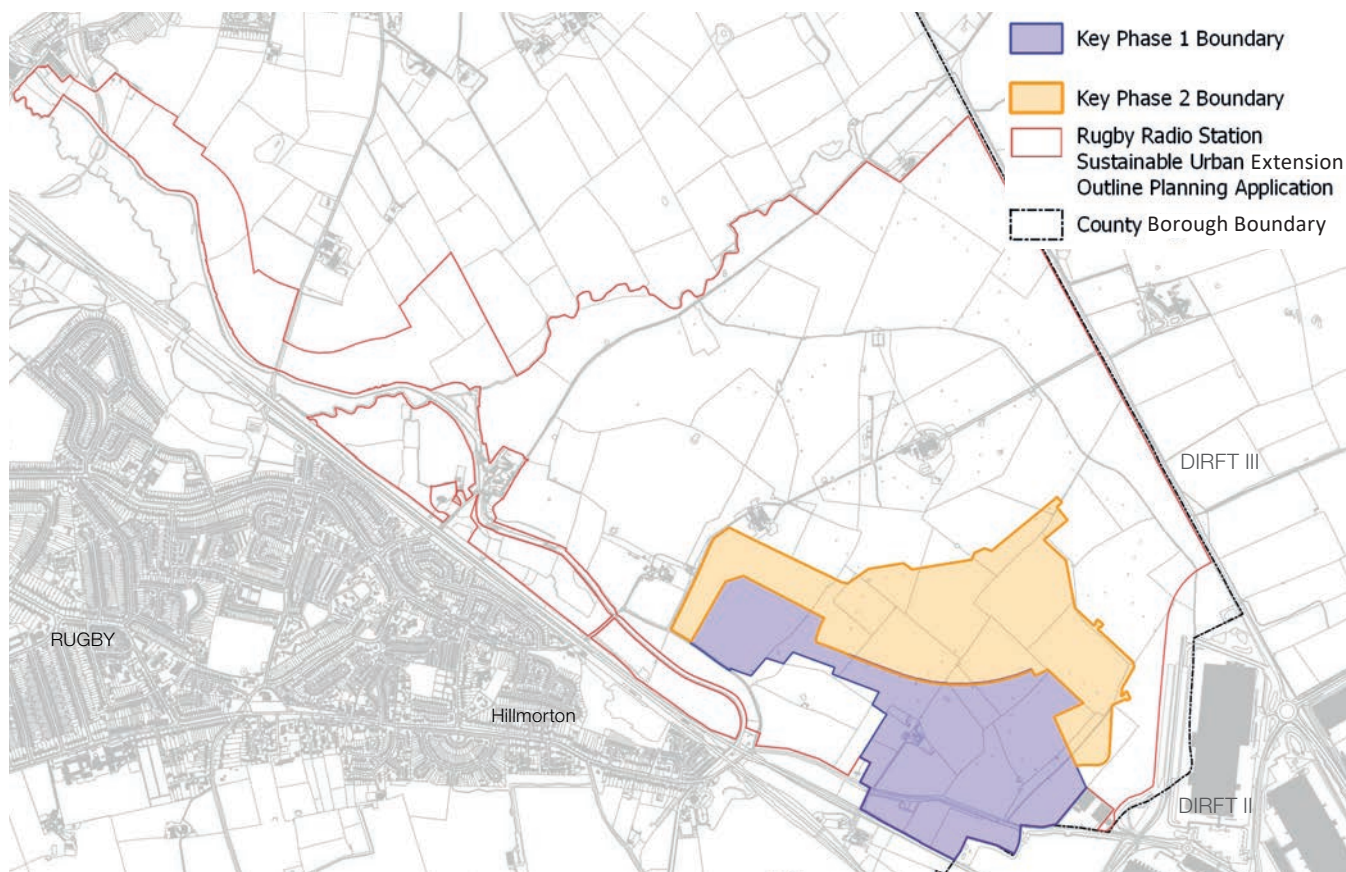 Key Phase 1 Boundary
Key Phase 2 Boundary
Rugby Radio Station
Sustainable Urban Extension
Outline Planning Application
County Borough Boundary
DIRFT III
RUGBY
Hillmorton
DIRFT II